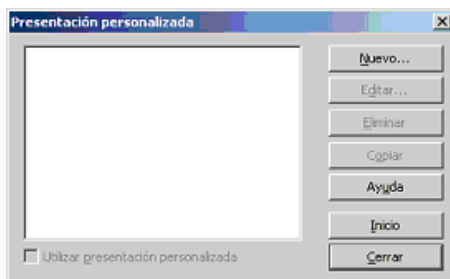 Presentación personalizada
Nuevo...
Editar...
Eliminar
Copiar
Ayuda
Inicio
Utilizar presentación personalizada
Cerrar